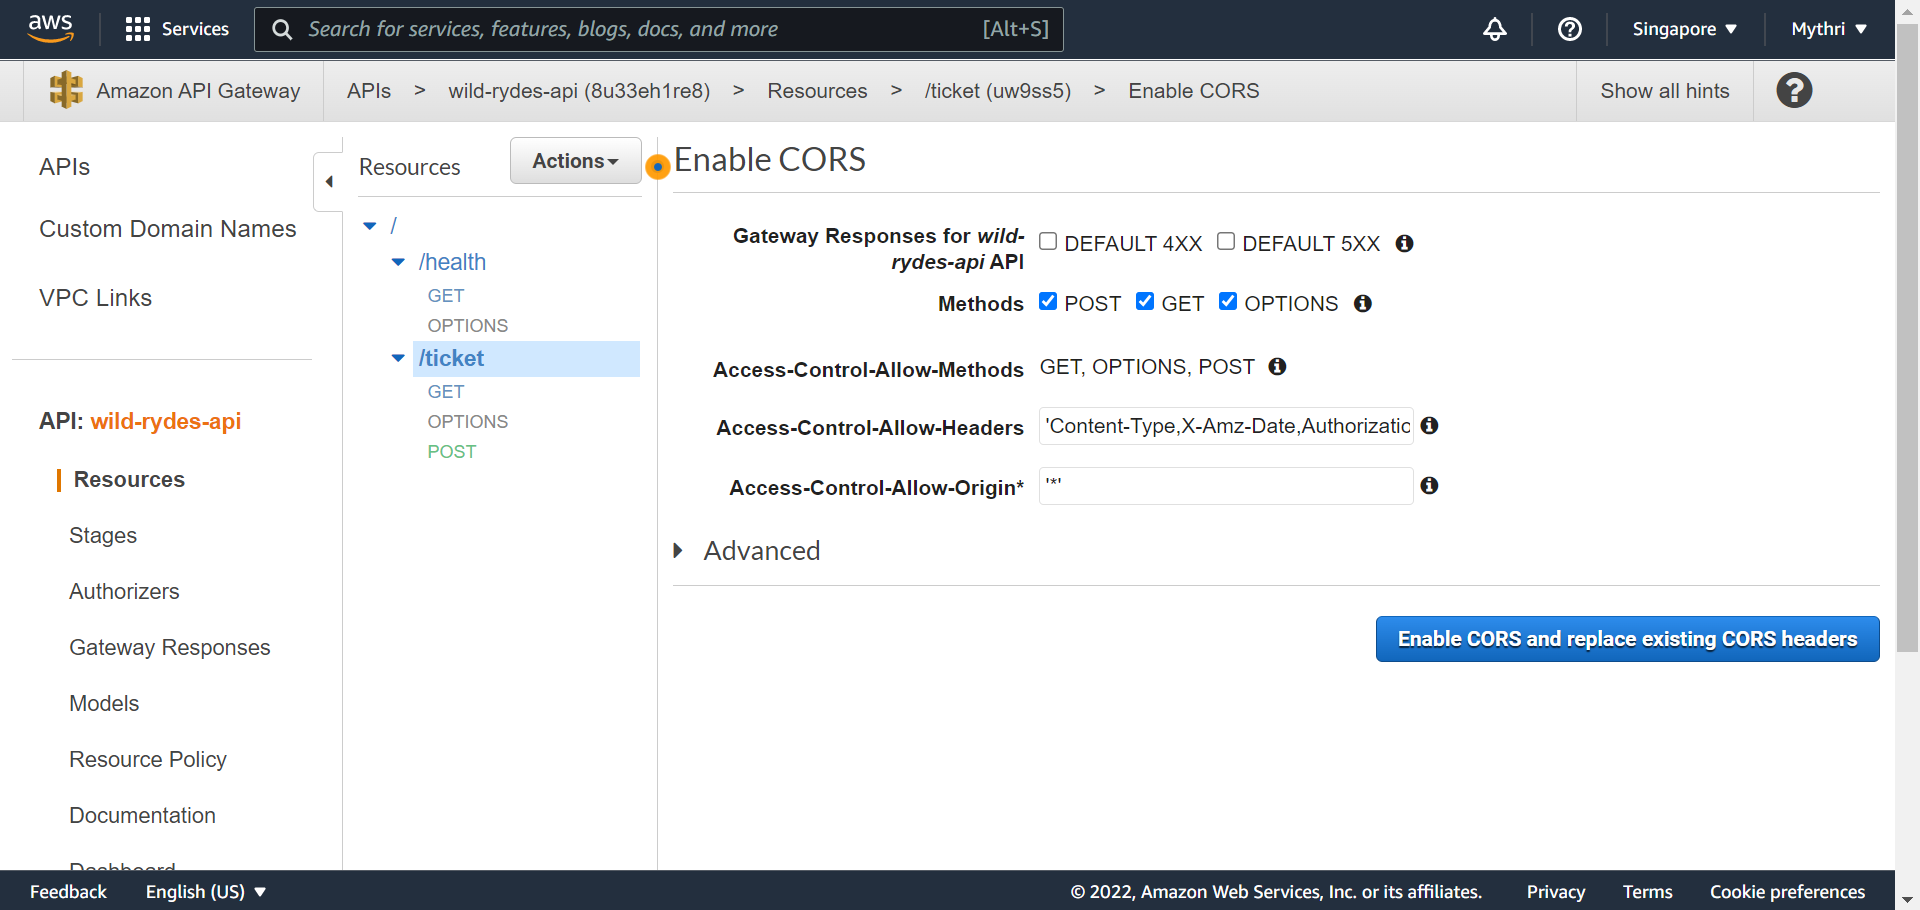 aws
Services
Search for services, features, blogs, docs, and more
[Alt+S]
Singapore ▼
Mythri ▼
Amazon API Gateway
APIs > wild-rydes-api (8u33eh1re8) > Resources > /ticket (uw9ss5) > Enable CORS
Show all hints
?
APIs
Custom Domain Names
VPC Links
API: wild-rydes-api
Resources
Stages
Authorizers
Gateway Responses
Models
Resource Policy
Documentation
Dashboard
Resources
Actions
/
/health
GET
OPTIONS
/ticket
GET
OPTIONS
POST
Enable CORS
Gateway Responses for wild-
rydes-api API
DEFAULT 4XX DEFAULT 5XX
Methods POST GET OPTIONS
Access-Control-Allow-Methods GET, OPTIONS, POST
Access-Control-Allow-Headers 'Content-Type,X-Amz-Date,Authorizatio
Access-Control-Allow-Origin* '*'
Advanced
Enable CORS and replace existing CORS headers
Feedback
English (US) ▼
© 2022, Amazon Web Services, Inc. or its affiliates.
Privacy
Terms
Cookie preferences